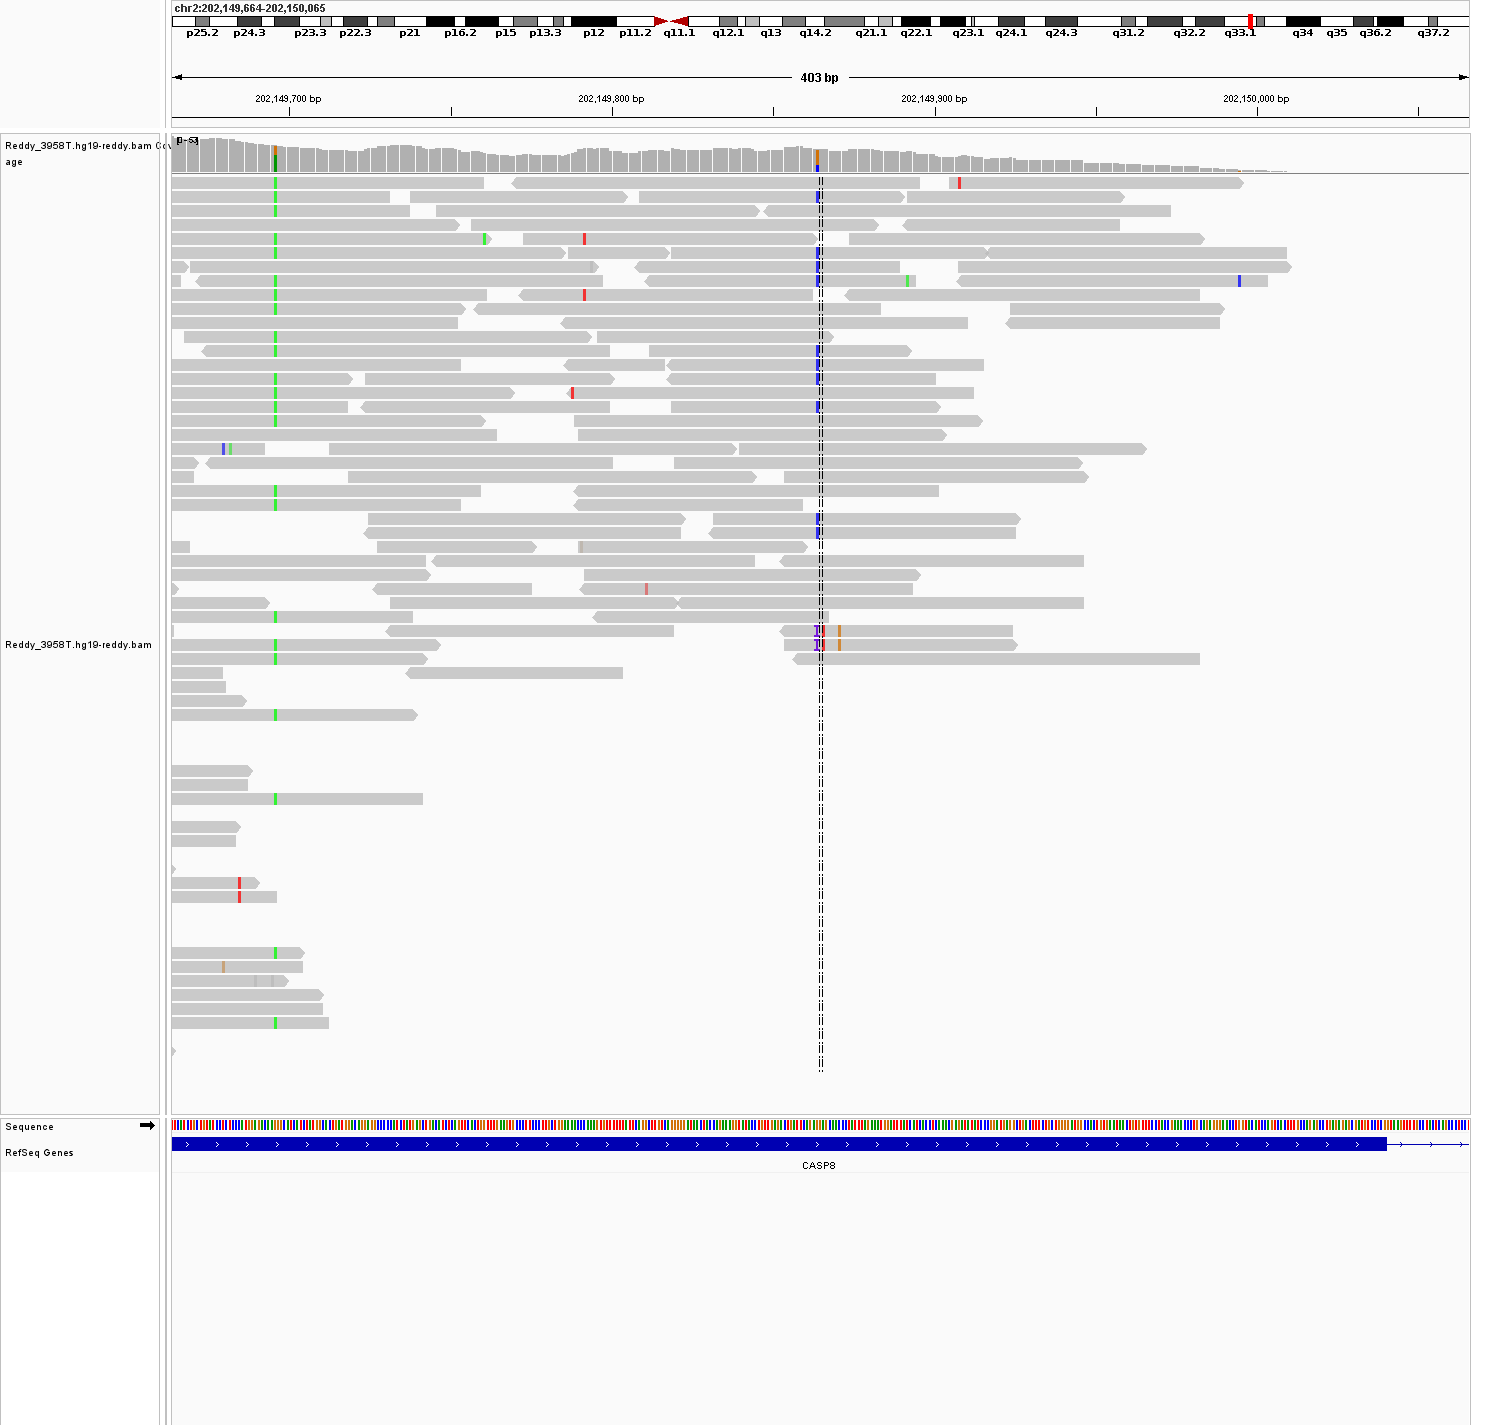 chr2:202,149,664-202,150,065
p25.2 p24.3 p23.3 p22.3 p21 p16.2 p15 p13.3 p12 p11.2 q11.1 q12.1 q13 q14.2 q21.1 q22.1 q23.1 q24.1 q24.3 q31.2 q32.2 q33.1 q34 q35 q36.2 q37.2
403 bp
202,149,700 bp 202,149,800 bp 202,149,900 bp 202,150,000 bp
[0-53]
Reddy_3958T.hg19-reddy.bam Cov
age
Reddy_3958T.hg19-reddy.bam
Sequence
RefSeq Genes
CASP8